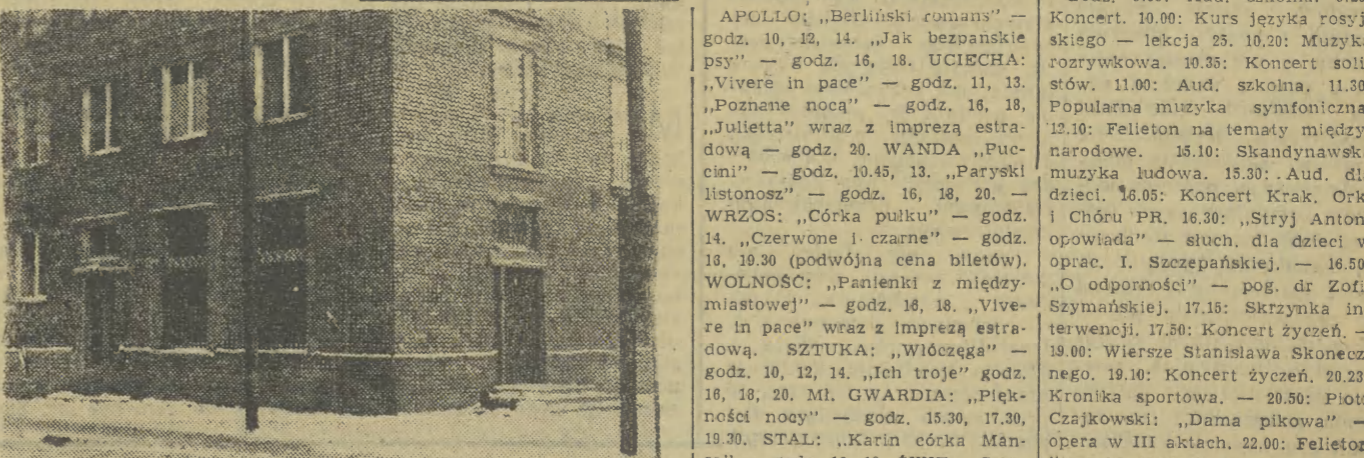 APOLLO: ,,Berliński romans" —
godz. 10, 12, 14. ,,Jak bezpańskie
psy" — godz. 16, 18. UCIECHA:
,,Vivere in pace" — godz. 11, 13.
,,Poznane nocą" — godz. 16, 18,
,,Julietta" wraz z imprezą estra-
dową — godz. 20. WANDA ,,Puc-
cini" — godz. 10.45, 13. ,,Paryski
listonosz" — godz. 16, 18, 20. —
WRZOS: ,,Córka pułku" — godz.
14. ,,Czerwone i czarne" — godz.
16, 19.30 (podwójna cena biletów).
WOLNOŚĆ: ,,Panienki z między-
miastowej" — godz. 16, 18. ,,Vive-
re in pace" wraz z imprezą estra-
dową. SZTUKA: ,,Włóczęga" —
godz. 10, 12, 14. ,,Ich troje" godz.
16, 18, 20. Mł. GWARDIA: ,,Pięk-
ności nocy" — godz. 15.30, 17.30,
19.30. STAL: ,,Karin córka Man-
Koncert. 10.00: Kurs języka rosyj
skiego — lekcja 25. 10.20: Muzyka
rozrywkowa. 10.35: Koncert soli
stów. 11.00: Aud. szkolna. 11.30
Popularna muzyka symfoniczna
12.10: Felieton na tematy między
narodowe. 15.10: Skandynawsk
muzyka ludowa. 15.30: Aud. dl
dzieci. 16.05: Koncert Krak. Ork
i Chóru PR. 16.30: ,,Stryj Anton
opowiada" — słuch. dla dzieci w
oprac. I. Szczepańskiej. — 16.50
,,O odporności" — pog. dr Zofi
Szymańskiej. 17.15: Skrzynka in
terwencji. 17.50: Koncert życzeń. —
19.00: Wiersze Stanisława Skonecz
nego. 19.10: Koncert życzeń. 20.23
Kronika sportowa. — 20.50: Piotr
Czajkowski: ,,Dama pikowa" —
opera w III aktach. 22.00: Felieton